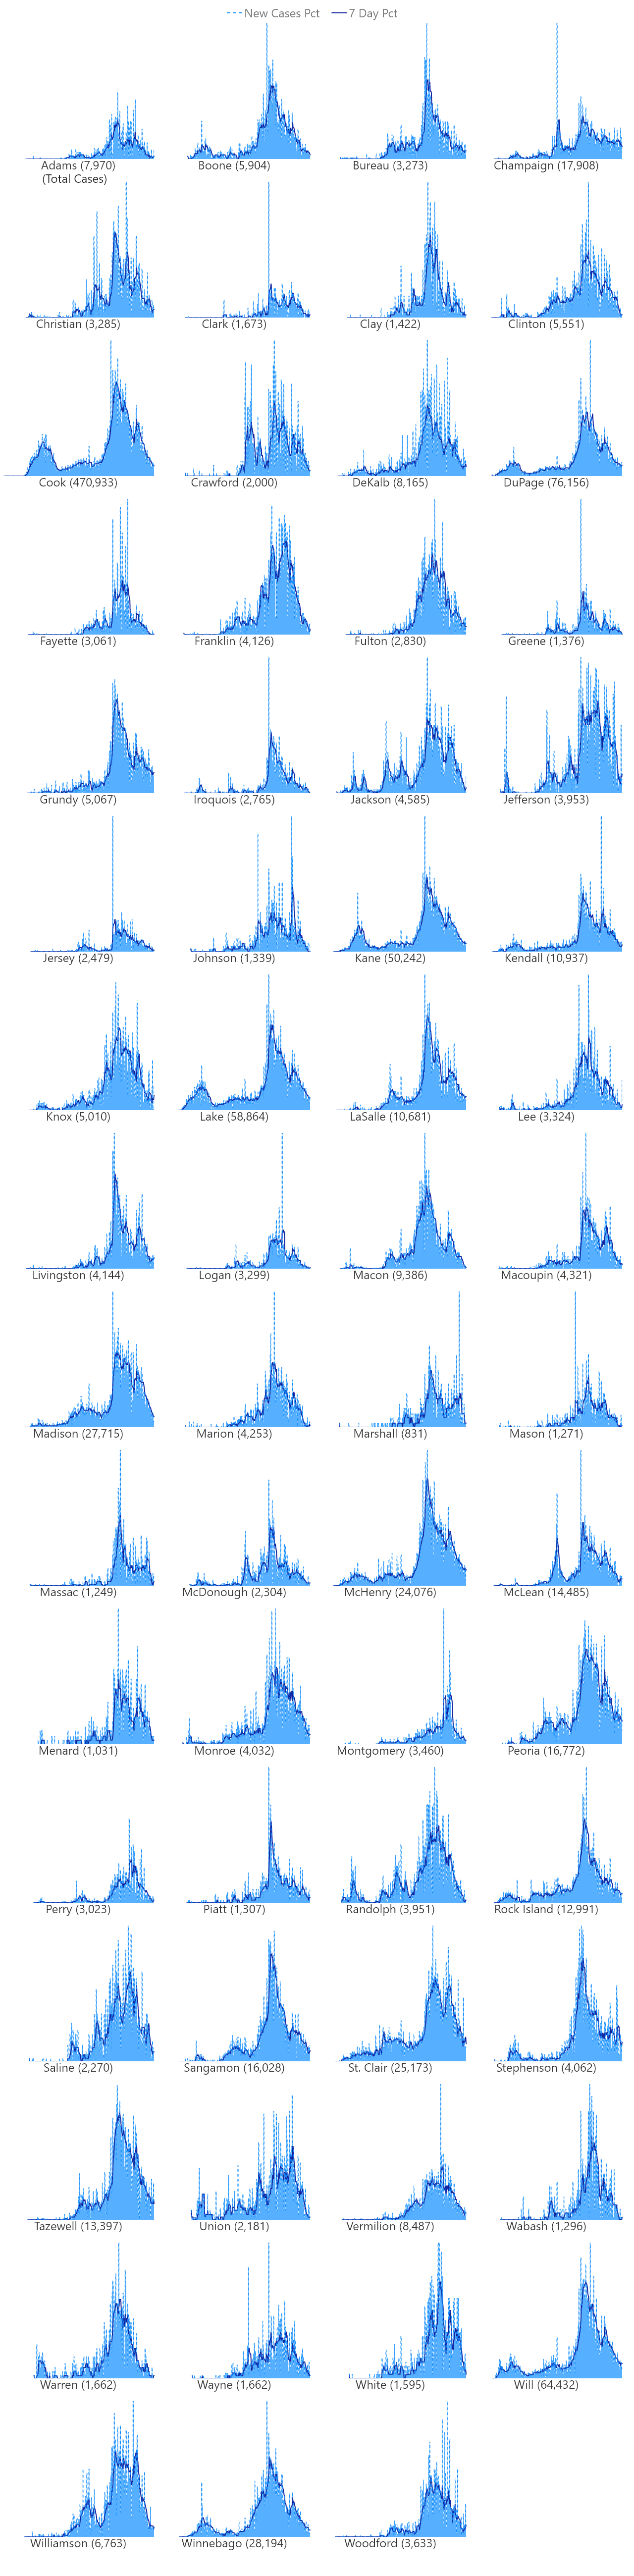 New Cases Pct 7 Day Pct
Adams (7,970) Boone (5,904) Bureau (3,273) Champaign (17,908)
(Total Cases)
Christian (3,285) Clark (1,673) Clay (1,422) Clinton (5,551)
Cook (470,933) Crawford (2,000) DeKalb (8,165) DuPage (76,156)
Fayette (3,061) Franklin (4,126) Fulton (2,830) Greene (1,376)
Grundy (5,067) Iroquois (2,765) Jackson (4,585) Jefferson (3,953)
Jersey (2,479) Johnson (1,339) Kane (50,242) Kendall (10,937)
Knox (5,010) Lake (58,864) LaSalle (10,681) Lee (3,324)
Livingston (4,144) Logan (3,299) Macon (9,386) Macoupin (4,321)
Madison (27,715) Marion (4,253) Marshall (831) Mason (1,271)
Massac (1,249) McDonough (2,304) McHenry (24,076) McLean (14,485)
Menard (1,031) Monroe (4,032) Montgomery (3,460) Peoria (16,772)
Perry (3,023) Piatt (1,307) Randolph (3,951) Rock Island (12,991)
Saline (2,270) Sangamon (16,028) St. Clair (25,173) Stephenson (4,062)
Tazewell (13,397) Union (2,181) Vermilion (8,487) Wabash (1,296)
Warren (1,662) Wayne (1,662) White (1,595) Will (64,432)
Williamson (6,763) Winnebago (28,194) Woodford (3,633)